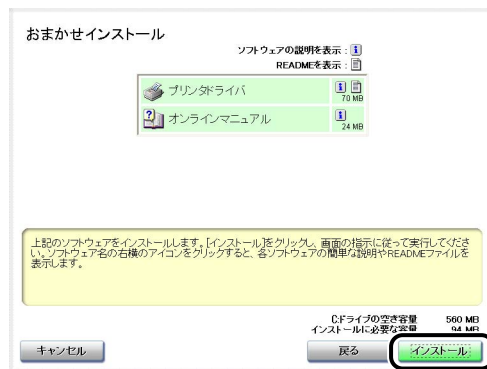 おまかせインストール
ソフトウェアの説明を表示 :
READMEを表示 :
プリンタドライバ
70 MB
オンラインマニュアル
24 MB
上記のソフトウェアをインストールします。[インストール]をクリックし、画面の指示に従って実行してくださ
い。ソフトウェア名の右横のアイコンをクリックすると、各ソフトウェアの簡単な説明やREADMEファイルを
表示します。
C:ドライブの空き容量 560 MB
インストールに必要な容量 94 MB
キャンセル
戻る
インストール